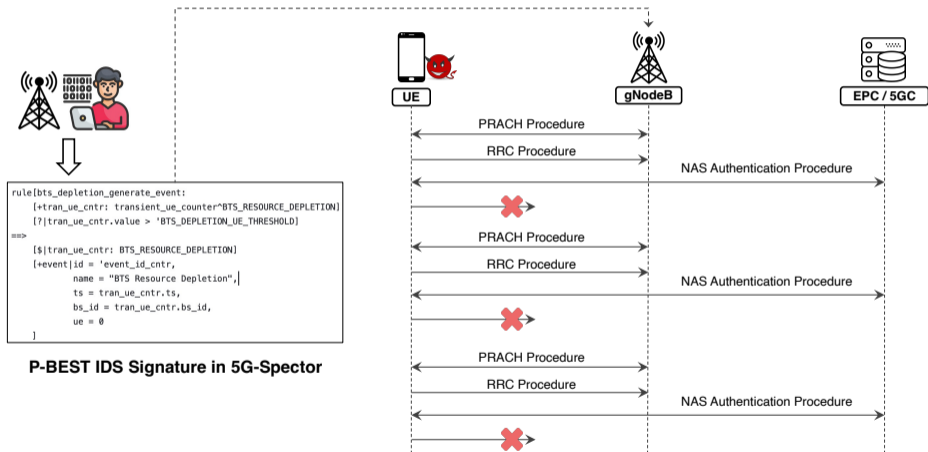 01011
UE
gNodeB
EPC / 5GC
rule[bts_depletion_generate_event:
[+tran_ue_cntr: transient_ue_counter^BTS_RESOURCE_DEPLETION]
[?|tran_ue_cntr.value > 'BTS_DEPLETION_UE_THRESHOLD]
==>
[$|tran_ue_cntr: BTS_RESOURCE_DEPLETION]
[+event|id = 'event_id_cntr,
name = "BTS Resource Depletion",
ts = tran_ue_cntr.ts,
bs_id = tran_ue_cntr.bs_id,
ue = 0
]
P-BEST IDS Signature in 5G-Spector
PRACH Procedure
RRC Procedure
NAS Authentication Procedure
PRACH Procedure
RRC Procedure
NAS Authentication Procedure
PRACH Procedure
RRC Procedure
NAS Authentication Procedure